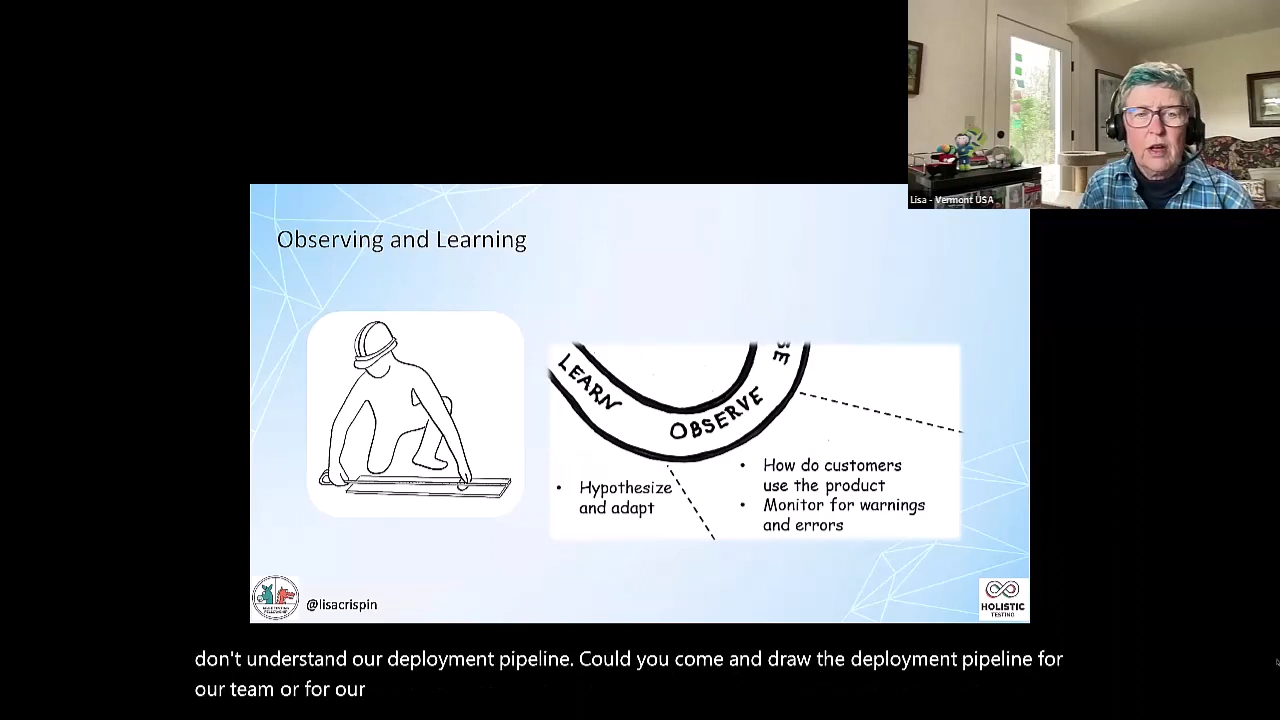 Lisa - Vermont USA
Observing and Learning
LEARN
OBSERVE
BE
• Hypothesize
and adapt
• How do customers
use the product
• Monitor for warnings
and errors
@lisacrispin
HOLISTIC
TESTING
don't understand our deployment pipeline. Could you come and draw the deployment pipeline for
our team or for our